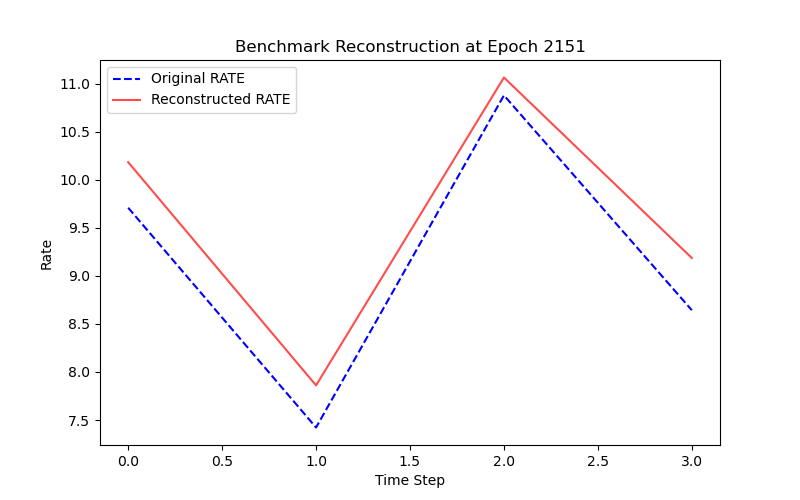 Benchmark Reconstruction at Epoch 2151
Original RATE
Reconstructed RATE
11.0
10.5
10.0
9.5
9.0
8.5
8.0
7.5
Rate
0.0 0.5 1.0 1.5 2.0 2.5 3.0
Time Step